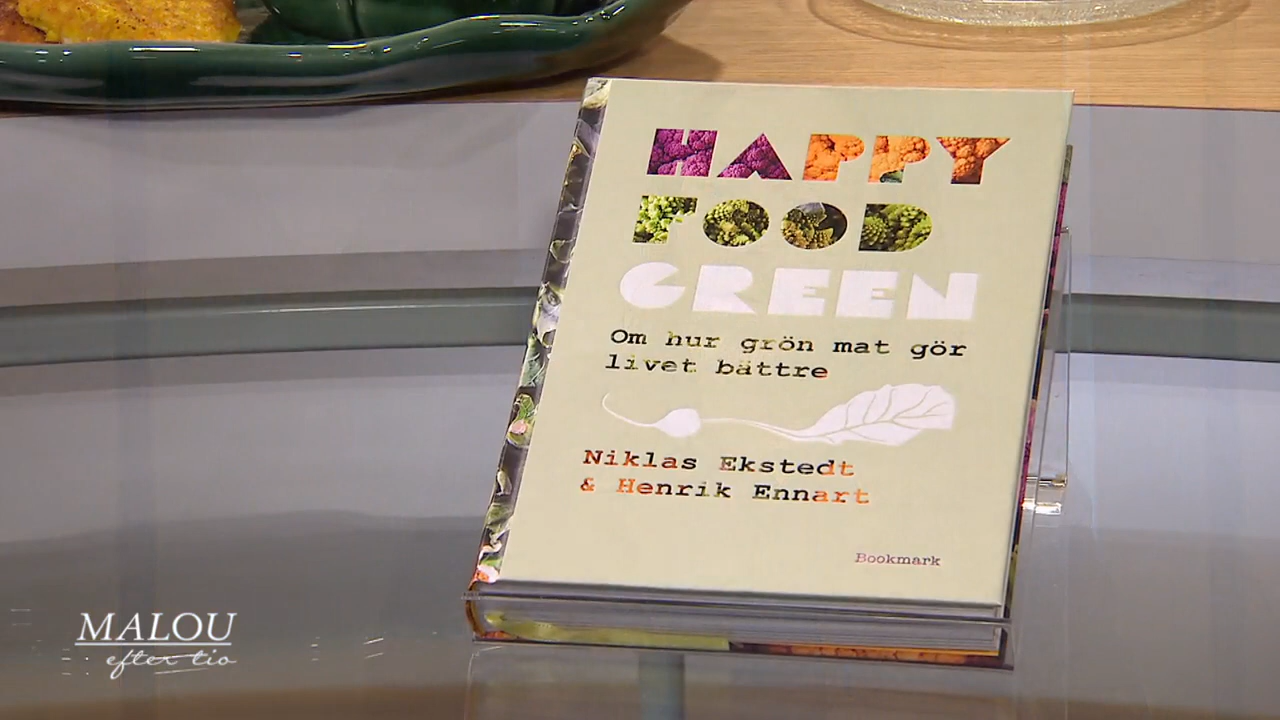 HAPPY
FOOD
GREEN
Om hur grön mat gör
livet bättre
Niklas Ekstedt
& Henrik Ennart
Bookmark
MALOU
efter tio